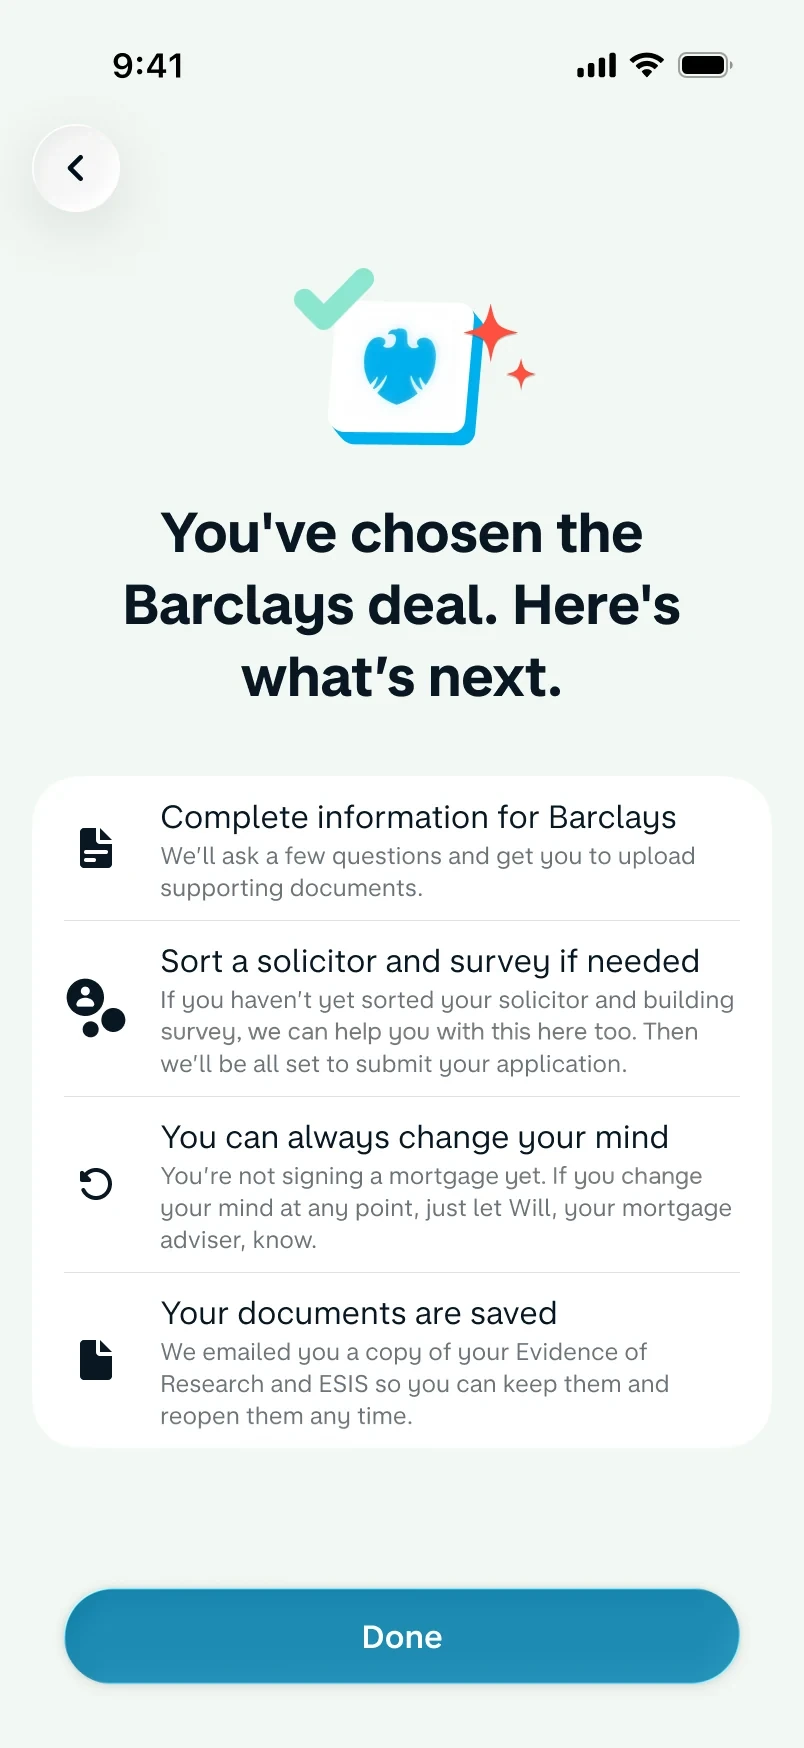 9:41
You've chosen the
Barclays deal. Here's
what’s next.
Complete information for Barclays
We’ll ask a few questions and get you to upload
supporting documents.
Sort a solicitor and survey if needed
If you haven’t yet sorted your solicitor and building
survey, we can help you with this here too. Then
we’ll be all set to submit your application.
You can always change your mind
You’re not signing a mortgage yet. If you change
your mind at any point, just let Will, your mortgage
adviser, know.
Your documents are saved
We emailed you a copy of your Evidence of
Research and ESIS so you can keep them and
reopen them any time.
Done